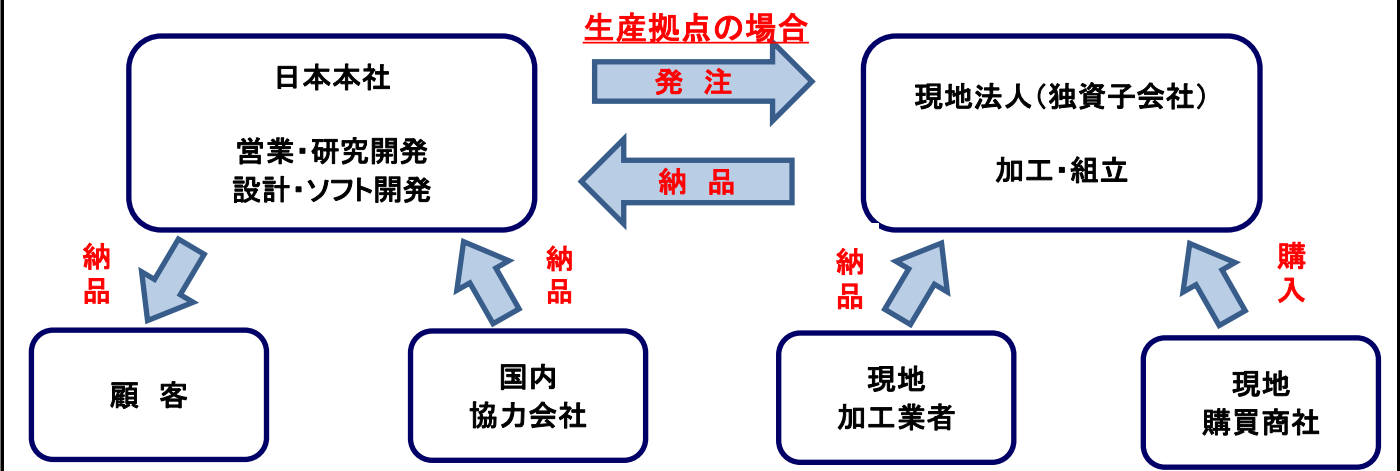 生産拠点の場合
日本本社
営業・研究開発
設計・ソフト開発
発 注
納 品
現地法人(独資子会社)
加工・組立
納
品
納
品
納
品
購
入
顧 客
国内
協力会社
現地
加工業者
現地
購買商社